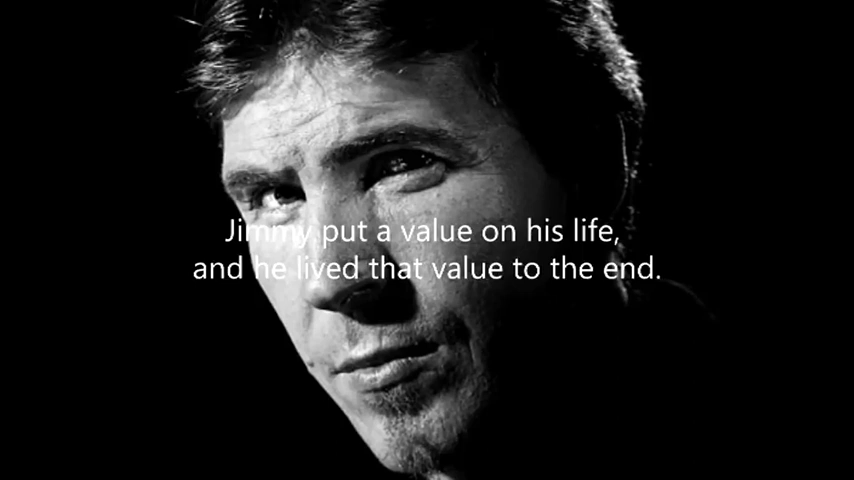 Jimmy put a value on his life,
and he lived that value to the end.